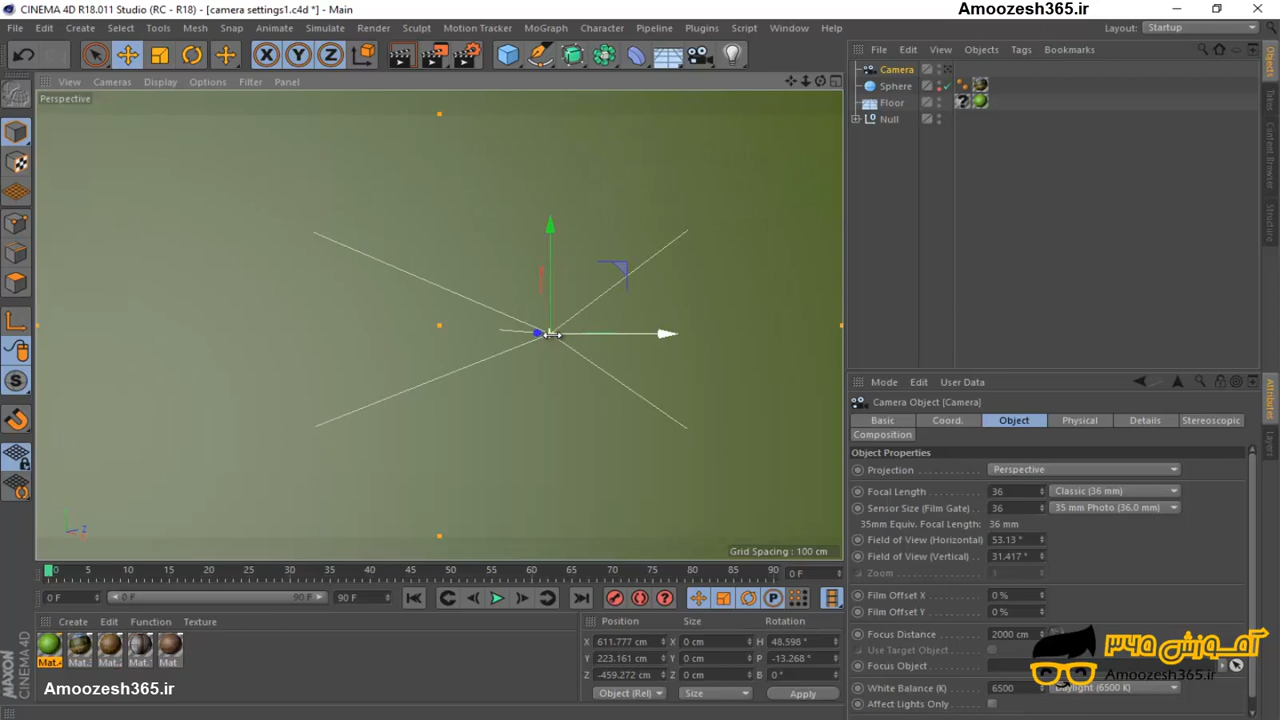 CINEMA 4D R18.011 Studio (RC - R18) - [camera settings1.c4d *] - Main
Amoozesh365.ir
File Edit Create Select Tools Mesh Snap Animate Simulate Render Sculpt Motion Tracker MoGraph Character Pipeline Plugins Script Window Help
Layout: Startup
X Y Z
File Edit View Objects Tags Bookmarks
View Cameras Display Options Filter Panel
Perspective
Camera
Sphere
Floor
Null
Objects
Takes
Content Browser
Structure
Mode Edit User Data
Camera Object [Camera]
Basic Coord. Object Physical Details Stereoscopic
Composition
Object Properties
Projection Perspective
Focal Length 36 Classic (36 mm)
Sensor Size (Film Gate) 36 35 mm Photo (36.0 mm)
35mm Equiv. Focal Length: 36 mm
Field of View (Horizontal) 53.13 °
Field of View (Vertical) 31.417 °
Zoom
Film Offset X 0 %
Film Offset Y 0 %
Focus Distance 2000 cm
Use Target Object
Focus Object
White Balance (K) 6500 Daylight (6500 K)
Affect Lights Only
Attributes
Layers
Y Z
Grid Spacing : 100 cm
0 5 10 15 20 25 30 35 40 45 50 55 60 65 70 75 80 85 90 0 F
0 F 0 F 90 F 90 F
Create Edit Function Texture
Mat. Mat. Mat. Mat. Mat
Position Size Rotation
X 611.777 cm X 0 cm H 48.598 °
Y 223.161 cm Y 0 cm P -13.268 °
Z -459.272 cm Z 0 cm B 0 °
Object (Rel) Size Apply
MAXON CINEMA 4D
Amoozesh365.ir
آموزش ۳۶۵
Amoozesh365.ir